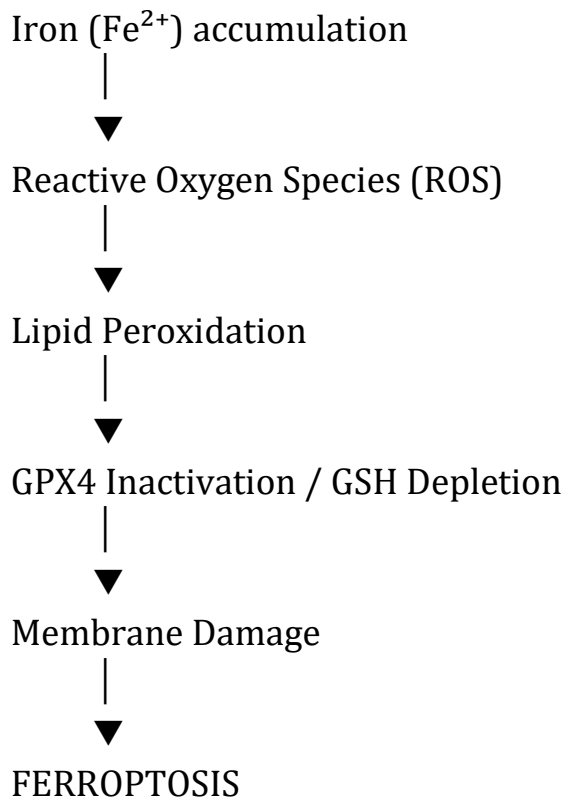 Iron (Fe²⁺) accumulation
Reactive Oxygen Species (ROS)
Lipid Peroxidation
GPX4 Inactivation / GSH Depletion
Membrane Damage
FERROPTOSIS